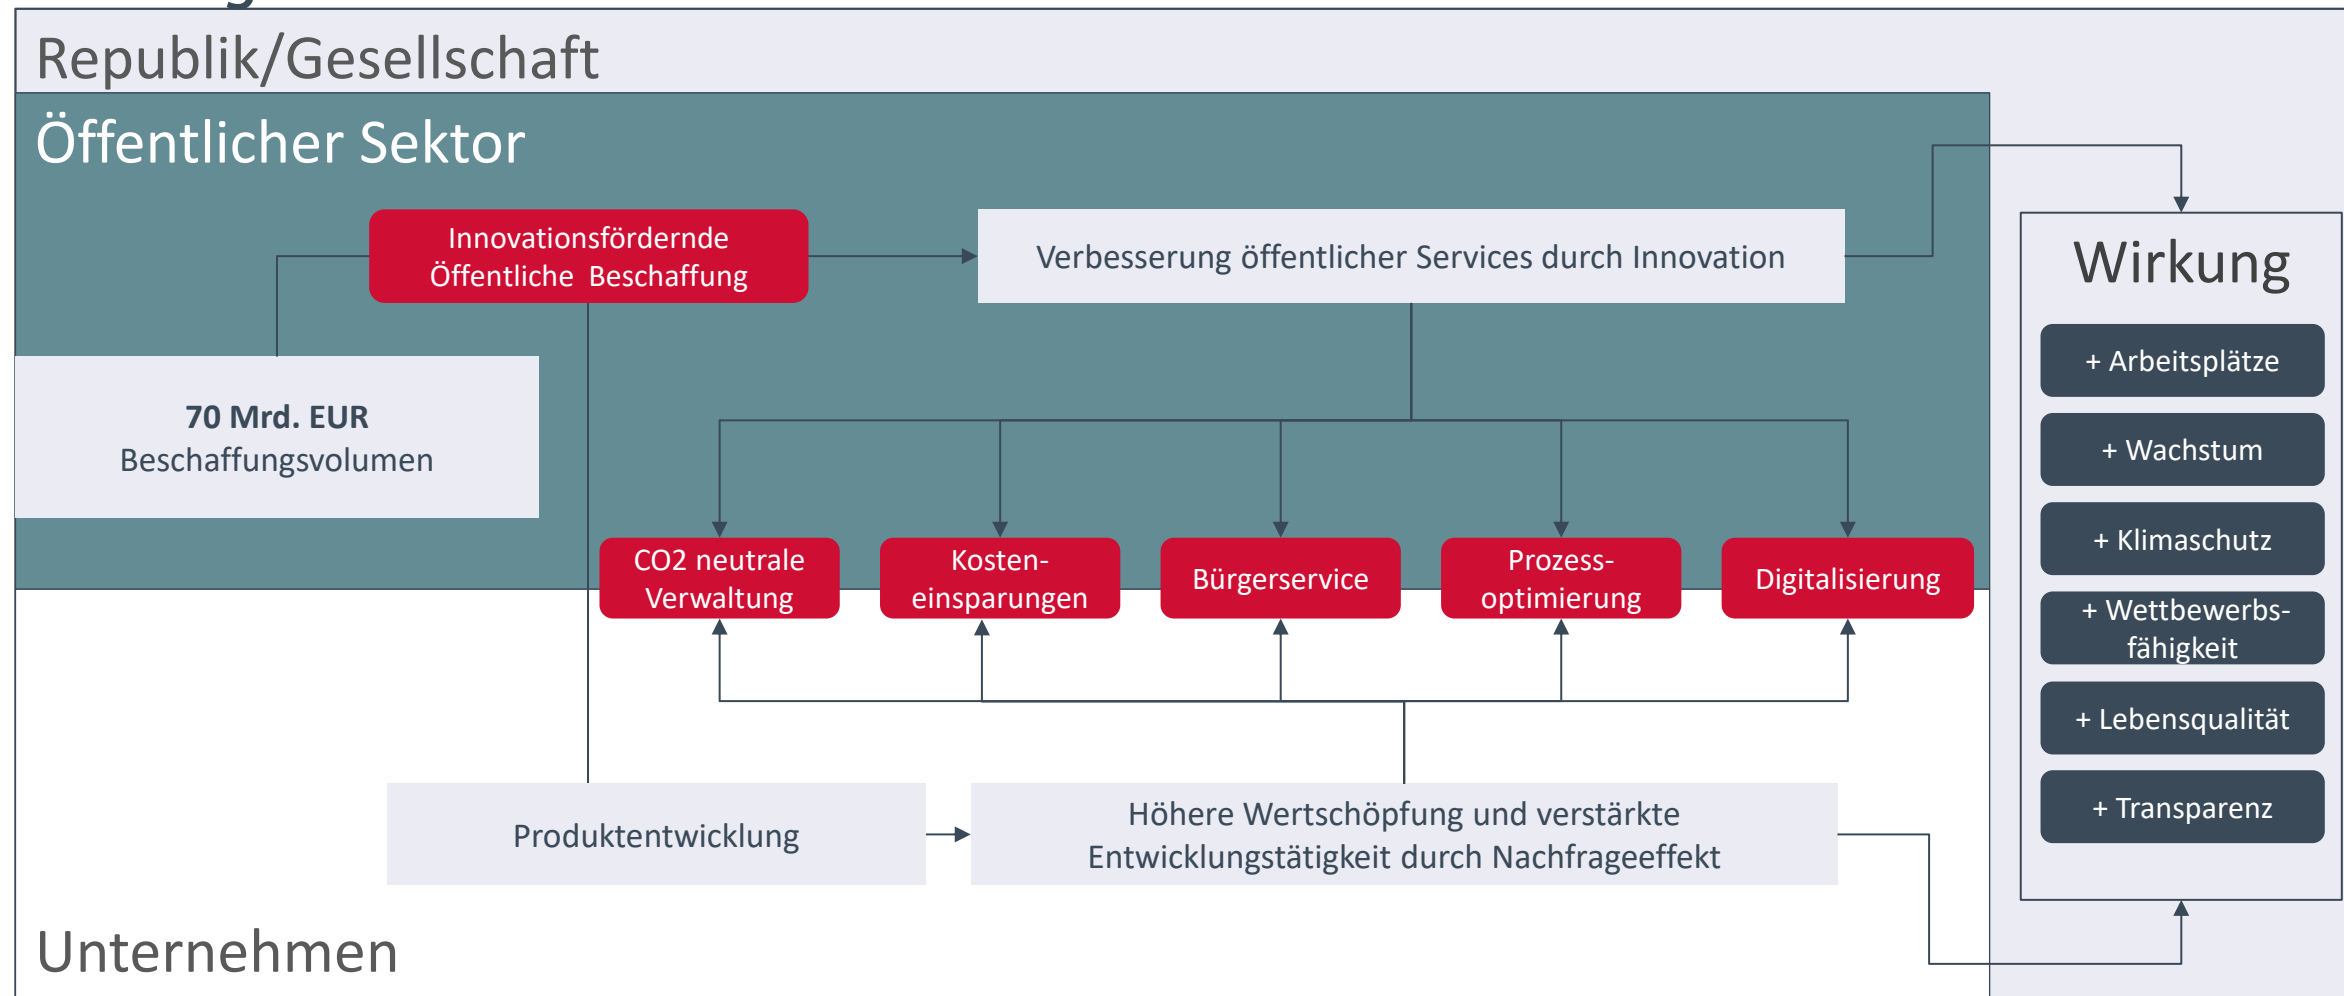 Republik/Gesellschaft
Öffentlicher Sektor
Innovationsfördernde
Öffentliche Beschaffung
Verbesserung öffentlicher Services durch Innovation
70 Mrd. EUR
Beschaffungsvolumen
CO2 neutrale
Verwaltung
Kosten-
einsparungen
Bürgerservice
Prozess-
optimierung
Digitalisierung
Produktentwicklung
Höhere Wertschöpfung und verstärkte
Entwicklungstätigkeit durch Nachfrageeffekt
Unternehmen
Wirkung
+ Arbeitsplätze
+ Wachstum
+ Klimaschutz
+ Wettbewerbs-
fähigkeit
+ Lebensqualität
+ Transparenz